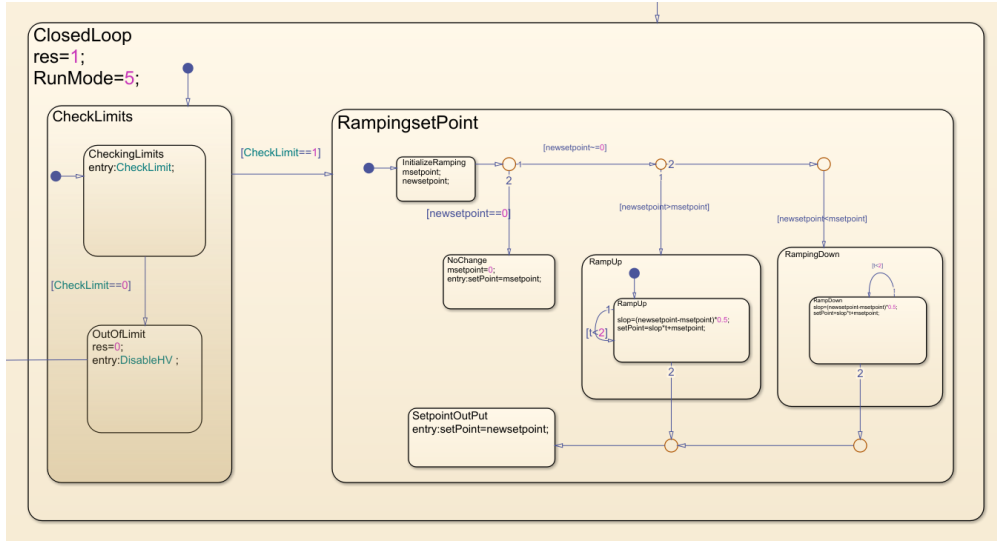 ClosedLoop
res=1;
RunMode=5;
CheckLimits
CheckingLimits
entry:CheckLimit;
[CheckLimit==0]
OutOfLimit
res=0;
entry:DisableHV ;
[CheckLimit==1]
RampingsetPoint
InitializeRamping
msetpoint;
newsetpoint;
1
2
[newsetpoint~=0]
2
1
[newsetpoint==0]
[newsetpoint>msetpoint]
[newsetpoint<msetpoint]
NoChange
msetpoint=0;
entry:setPoint=msetpoint;
RampUp
RampUp
slop=(newsetpoint-msetpoint)*0.5;
setPoint=slop*t+msetpoint;
1
[t<2]
2
RampingDown
[t<2]
RampDown
slop=(newsetpoint-msetpoint)*0.5;
setPoint=slop*t+msetpoint;
2
SetpointOutPut
entry:setPoint=newsetpoint;